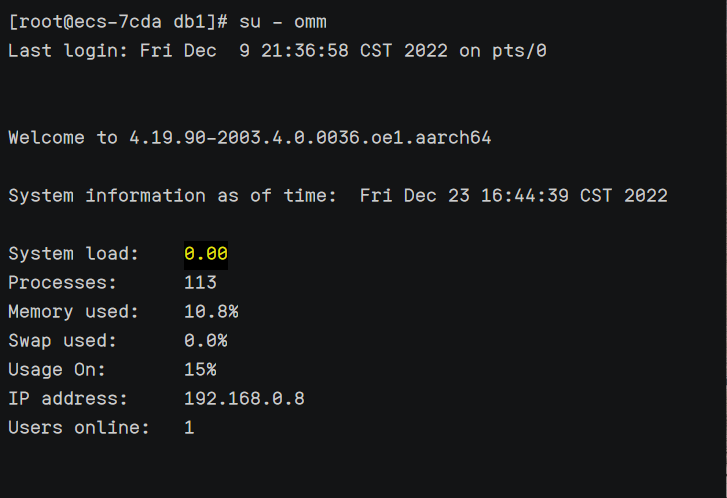 [root@ecs-7cda db1]# su - omm
Last login: Fri Dec  9 21:36:58 CST 2022 on pts/0
Welcome to 4.19.90-2003.4.0.0036.oe1.aarch64
System information as of time:  Fri Dec 23 16:44:39 CST 2022
System load:    0.00
Processes:      113
Memory used:    10.8%
Swap used:      0.0%
Usage On:       15%
IP address:     192.168.0.8
Users online:   1